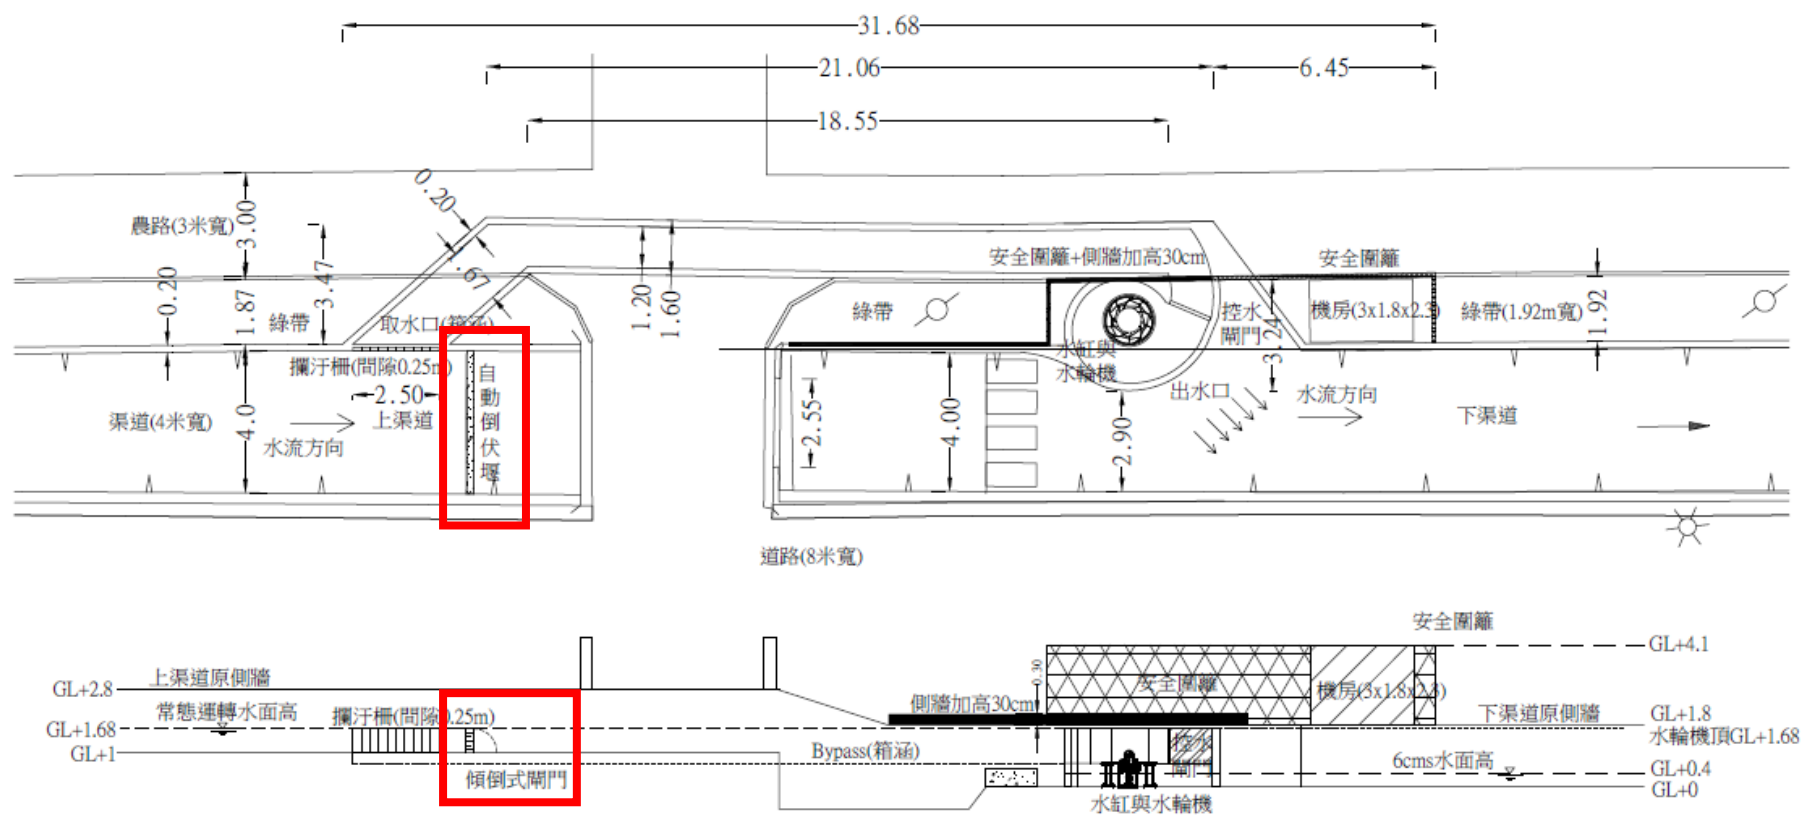 31.68
21.06
6.45
18.55
0.20
農路(3米寬)
3.00
安全圍籬+側牆加高30cm
安全圍籬
0.20
1.87
3.47
1.67
1.20
1.60
綠帶
取水口(箱涵)
綠帶
控水
閘門
3.24
機房(3x1.8x2.3)
綠帶(1.92m寬)
1.92
攔汙柵(間隙0.25m)
自動倒伏堰
水缸與
水輪機
2.50
渠道(4米寬)
4.0
上渠道
水流方向
2.55
4.00
2.90
出水口
水流方向
下渠道
道路(8米寬)
安全圍籬
GL+4.1
上渠道原側牆
GL+2.8
0.30
安全圍籬
機房(3x1.8x2.3)
側牆加高30cm
常態運轉水面高
攔汙柵(間隙0.25m)
下渠道原側牆
GL+1.8
GL+1.68
水輪機頂GL+1.68
GL+1
Bypass(箱涵)
控水
閘門
6cms水面高
GL+0.4
傾倒式閘門
GL+0
水缸與水輪機